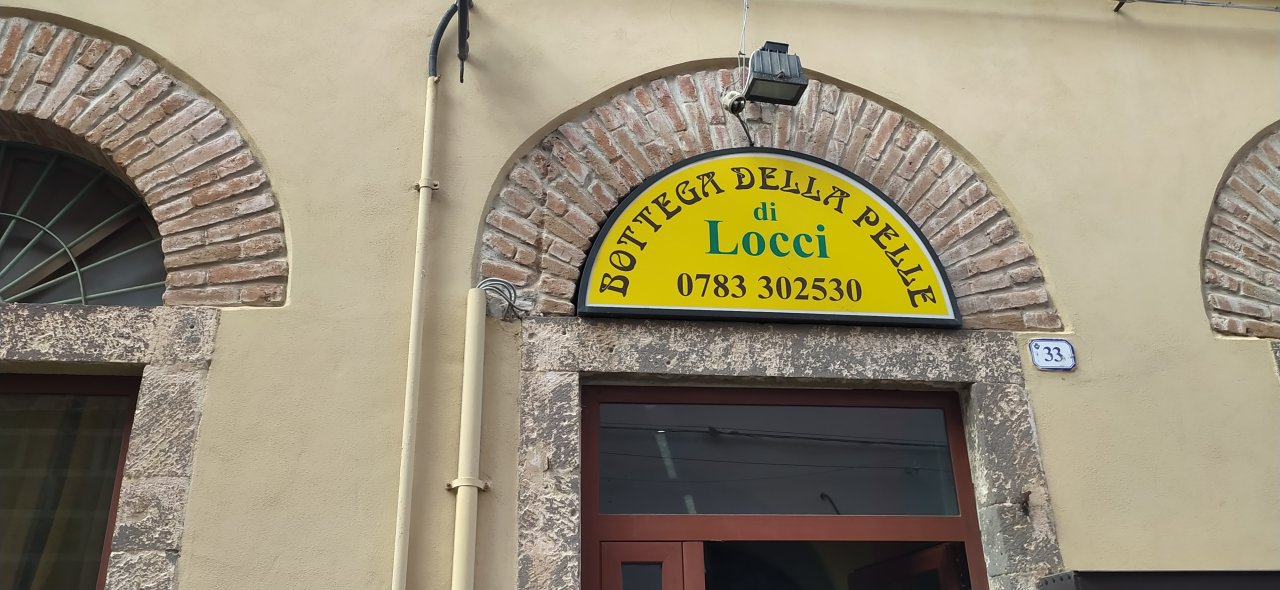 BOTTEGA DELLA PELLE
di
Locci
0783 302530
33